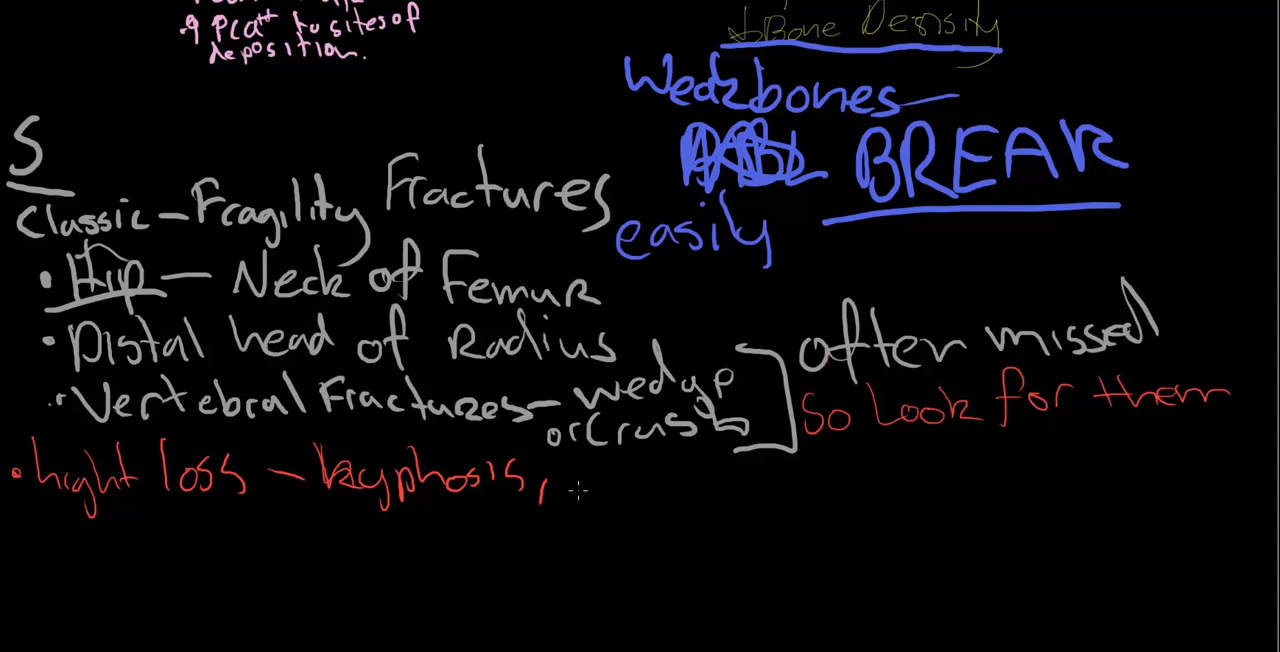 ↑ Pca++ to sites of
deposition.
↓ Bone Density
Weak bones —
BREAK
easily
S
Classic - Fragility Fractures
• Hip — Neck of Femur
• Distal head of Radius
• Vertebral Fractures - wedge
or Crush
often missed
So Look for them
• hight loss - kyphosis,